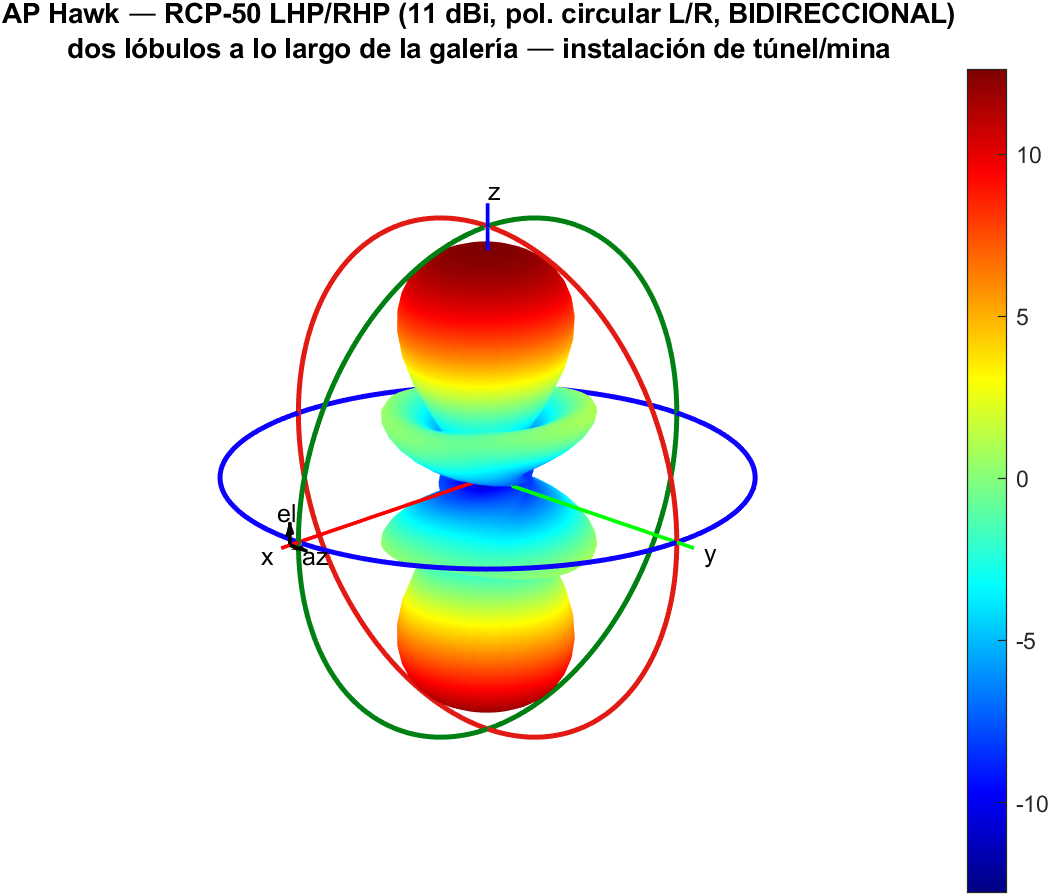 AP Hawk — RCP-50 LHP/RHP (11 dBi, pol. circular L/R, BIDIRECCIONAL)
dos lóbulos a lo largo de la galería — instalación de túnel/mina
z
el
x
az
y
10
5
0
-5
-10